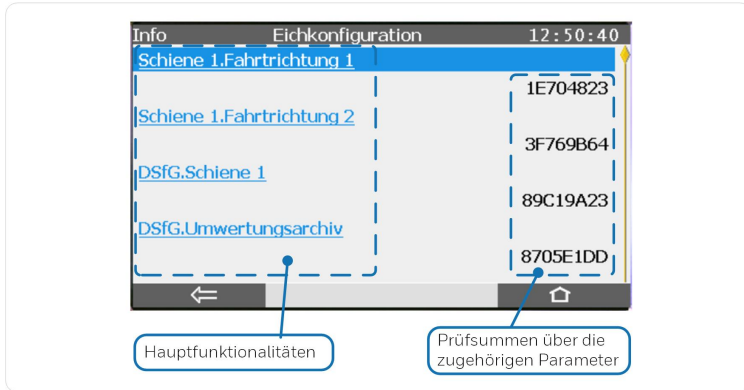 Info Eichkonfiguration 12:50:40
Schiene 1.Fahrtrichtung 1
1E704823
Schiene 1.Fahrtrichtung 2
3F769B64
DSfG.Schiene 1
89C19A23
DSfG.Umwertungsarchiv
8705E1DD
Hauptfunktionalitäten
Prüfsummen über die
zugehörigen Parameter